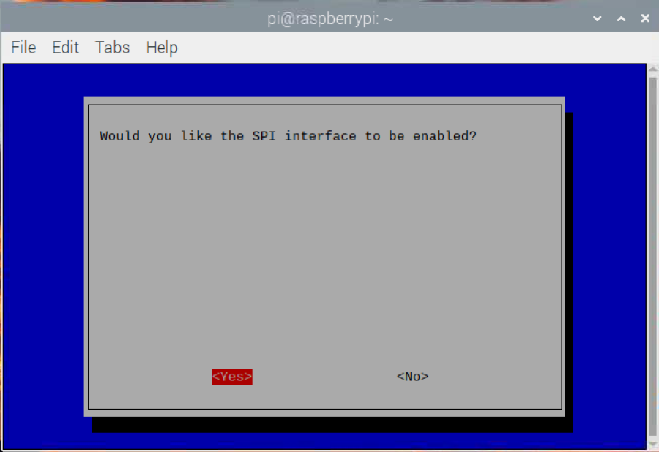 pi@raspberrypi: ~
File Edit Tabs Help
Would you like the SPI interface to be enabled?
<Yes> <No>